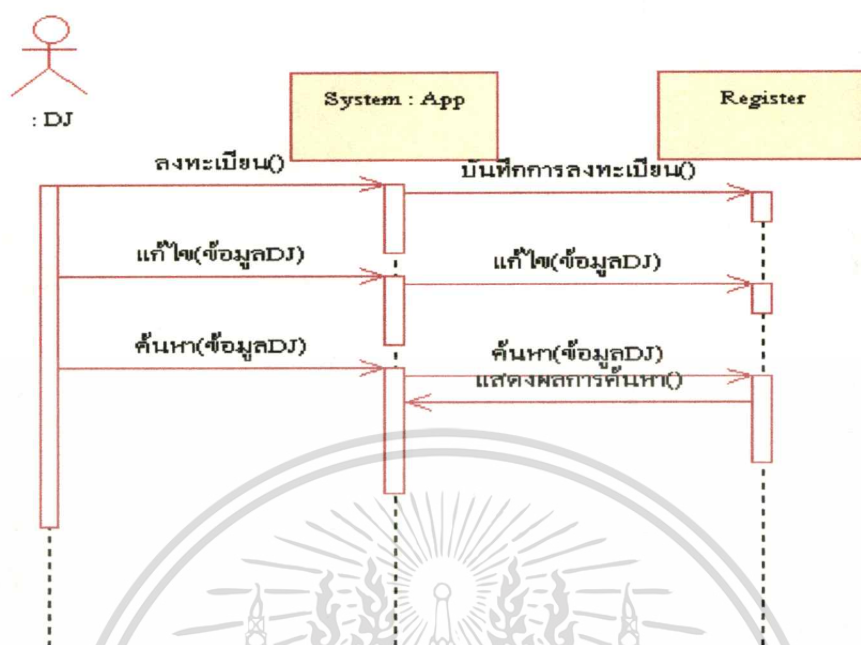 : DJ
System : App
Register
ลงทะเบียน()
บันทึกการลงทะเบียน()
แก้ไข(ข้อมูลDJ)
แก้ไข(ข้อมูลDJ)
ค้นหา(ข้อมูลDJ)
ค้นหา(ข้อมูลDJ)
แสดงผลการค้นหา()